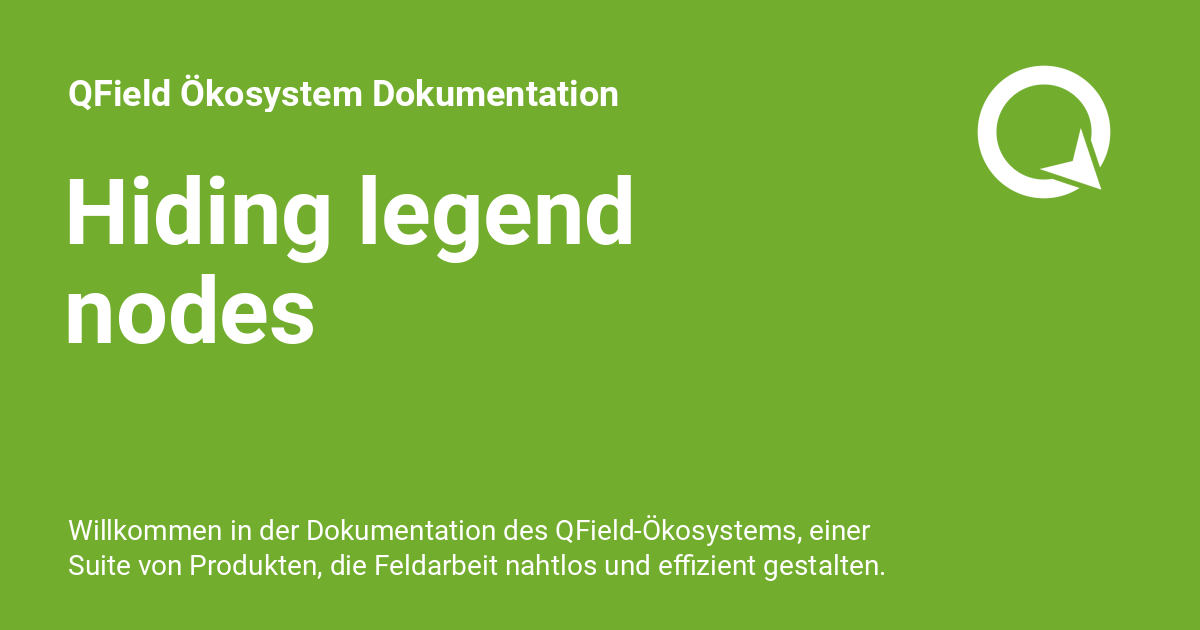 QField Ökosystem Dokumentation
Hiding legend
nodes
Willkommen in der Dokumentation des QField-Ökosystems, einer
Suite von Produkten, die Feldarbeit nahtlos und effizient gestalten.